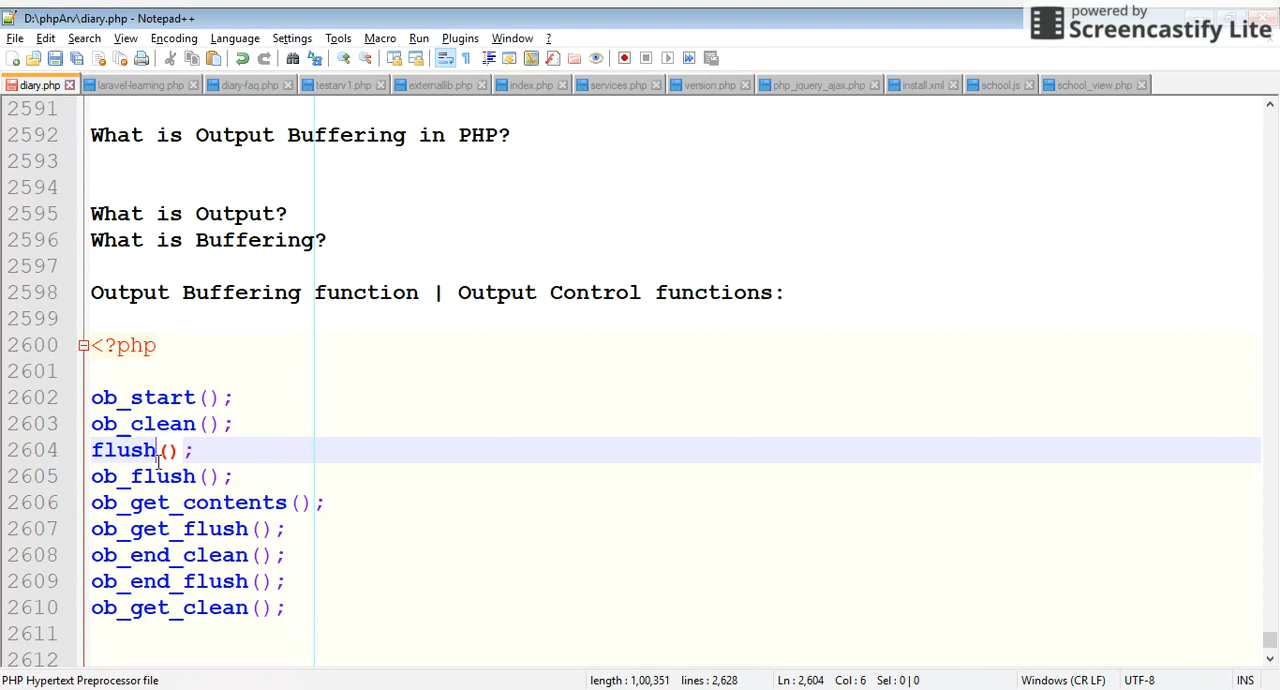 D:\phpArv\diary.php - Notepad++
powered by
Screencastify Lite
File Edit Search View Encoding Language Settings Tools Macro Run Plugins Window ?
diary.php laravel-learning.php diary-faq.php testarv1.php externallib.php index.php services.php version.php php_jquery_ajax.php install.xml school.js school_view.php
2591
2592 What is Output Buffering in PHP?
2593
2594
2595 What is Output?
2596 What is Buffering?
2597
2598 Output Buffering function | Output Control functions:
2599
2600 <?php
2601
2602 ob_start();
2603 ob_clean();
2604 flush();
2605 ob_flush();
2606 ob_get_contents();
2607 ob_get_flush();
2608 ob_end_clean();
2609 ob_end_flush();
2610 ob_get_clean();
2611
2612
PHP Hypertext Preprocessor file length : 1,00,351 lines : 2,628 Ln : 2,604 Col : 6 Sel : 0 | 0 Windows (CR LF) UTF-8 INS